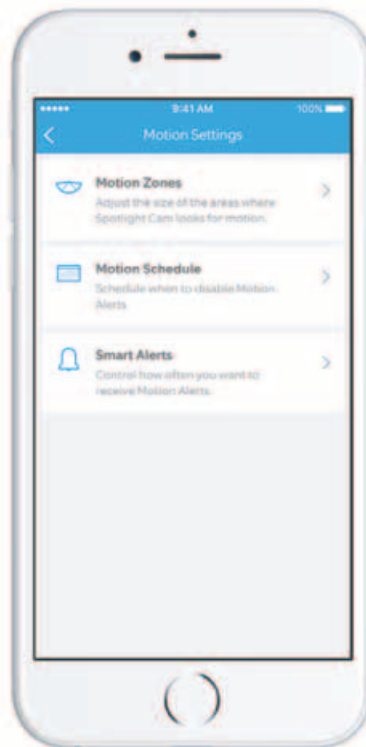 9:41 AM
100%
Motion Settings
Motion Zones
Adjust the size of the areas where
Spotlight Cam looks for motion.
Motion Schedule
Schedule when to disable Motion
Alerts
Smart Alerts
Control how often you want to
receive Motion Alerts.